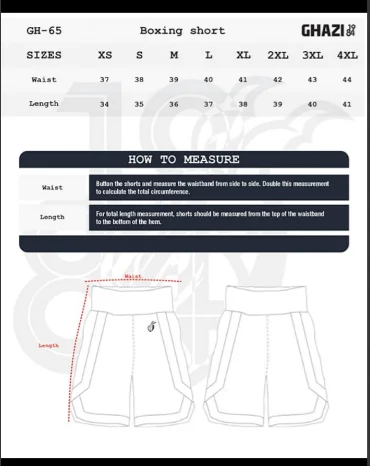 GH-65 Boxing short GHAZI 1984
SIZES XS S M L XL 2XL 3XL 4XL
Waist 37 38 39 40 41 42 43 44
Length 34 35 36 37 38 39 40 41
HOW TO MEASURE
Waist Button the shorts and measure the waistband from side to side. Double this measurement
to calculate the total circumference.
Length For total length measurement, shorts should be measured from the top of the waistband
to the bottom of the hem.
Waist
Length